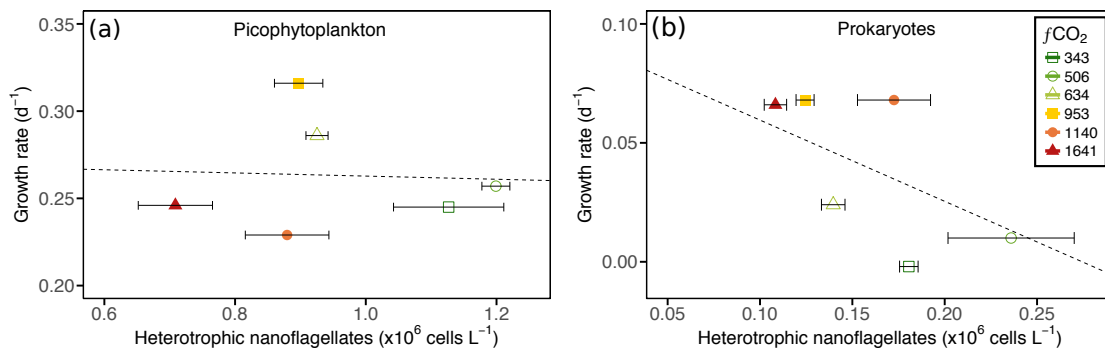 (a)
Picophytoplankton
Growth rate (d⁻¹)
0.35
0.30
0.25
0.20
0.6
0.8
1.0
1.2
Heterotrophic nanoflagellates (x10⁶ cells L⁻¹)
(b)
Prokaryotes
Growth rate (d⁻¹)
0.10
0.05
0.00
0.05
0.10
0.15
0.20
0.25
Heterotrophic nanoflagellates (x10⁶ cells L⁻¹)
fCO₂
343
506
634
953
1140
1641